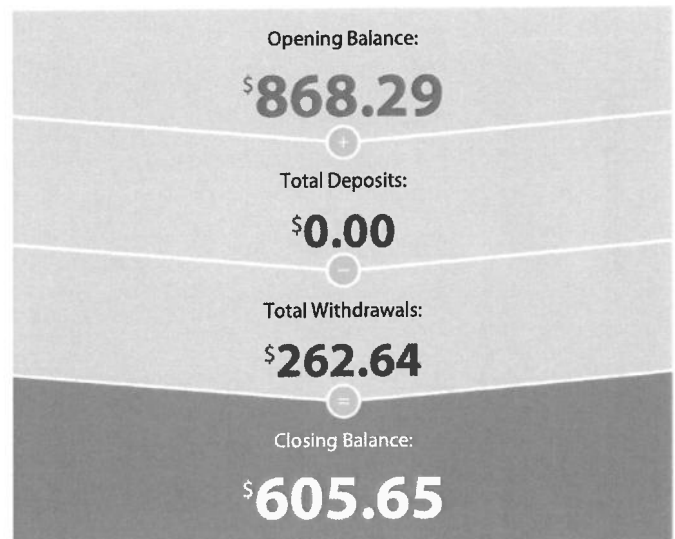 Opening Balance:
$868.29
+
Total Deposits:
$0.00
−
Total Withdrawals:
$262.64
=
Closing Balance:
$605.65